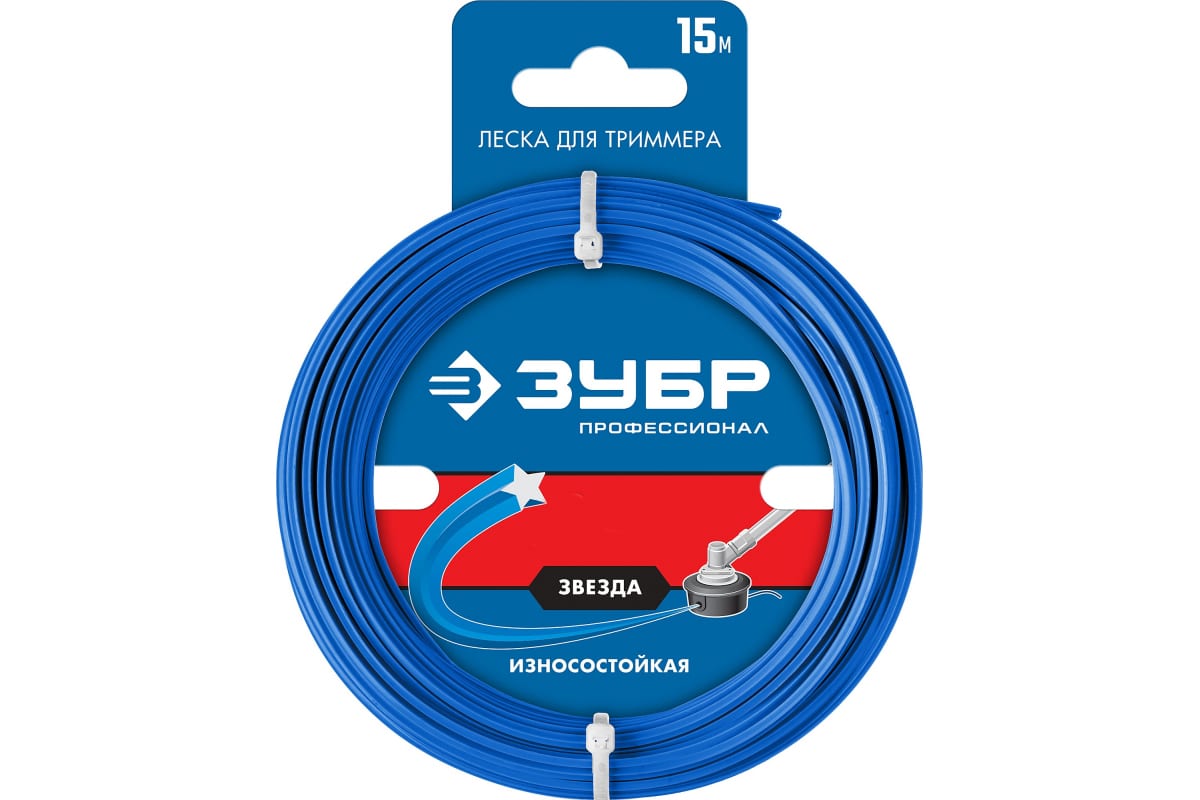 15м
ЛЕСКА ДЛЯ ТРИММЕРА
ЗУБР
ПРОФЕССИОНАЛ
ЗВЕЗДА
ИЗНОСОСТОЙКАЯ